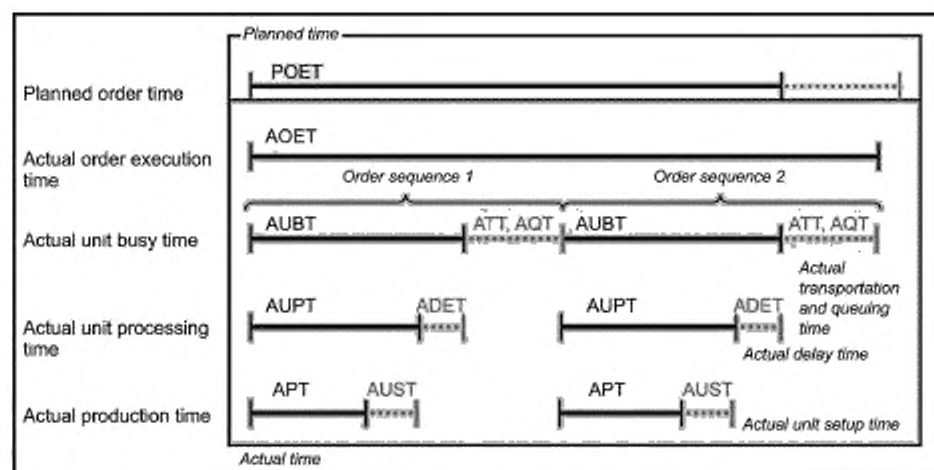 Planned time
POET
Planned order time
AOET
Actual order execution
time
Order sequence 1
Order sequence 2
AUBT
ATT, AQT
AUBT
ATT, AQT
Actual unit busy time
Actual
transportation
and queuing
time
AUPT
ADET
AUPT
ADET
Actual unit processing
time
Actual delay time
APT
AUST
APT
AUST
Actual production time
Actual unit setup time
Actual time